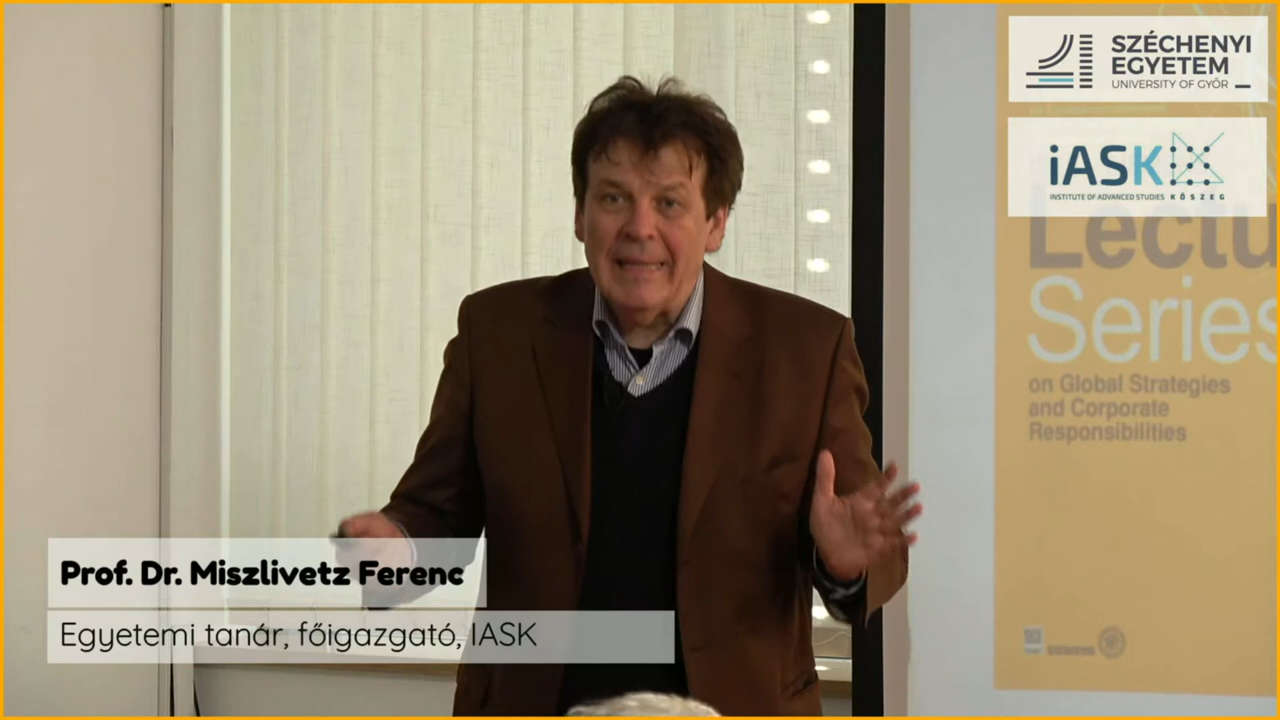 SZÉCHENYI
EGYETEM
UNIVERSITY OF GYŐR
iASK
INSTITUTE OF ADVANCED STUDIES KŐSZEG
Lectu
Series
on Global Strategies
and Corporate
Responsibilities
SIEMENS
Prof. Dr. Miszlivetz Ferenc
Egyetemi tanár, főigazgató, IASK